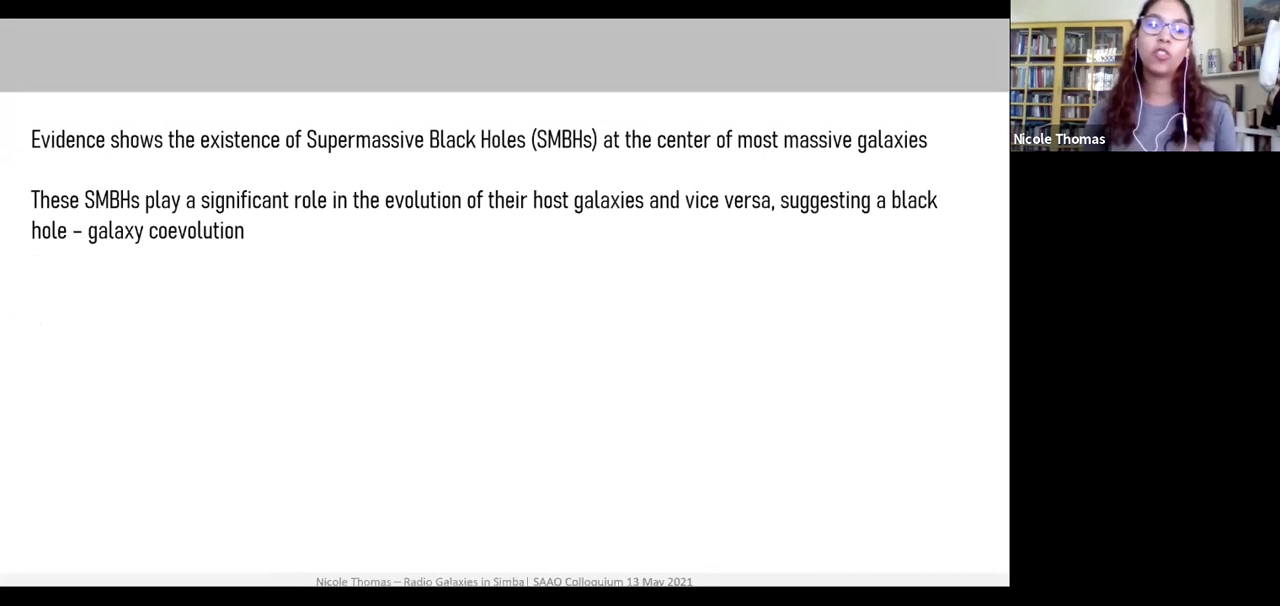 Evidence shows the existence of Supermassive Black Holes (SMBHs) at the center of most massive galaxies
These SMBHs play a significant role in the evolution of their host galaxies and vice versa, suggesting a black
hole – galaxy coevolution
Nicole Thomas – Radio Galaxies in Simba| SAAO Colloquium 13 May 2021
Nicole Thomas